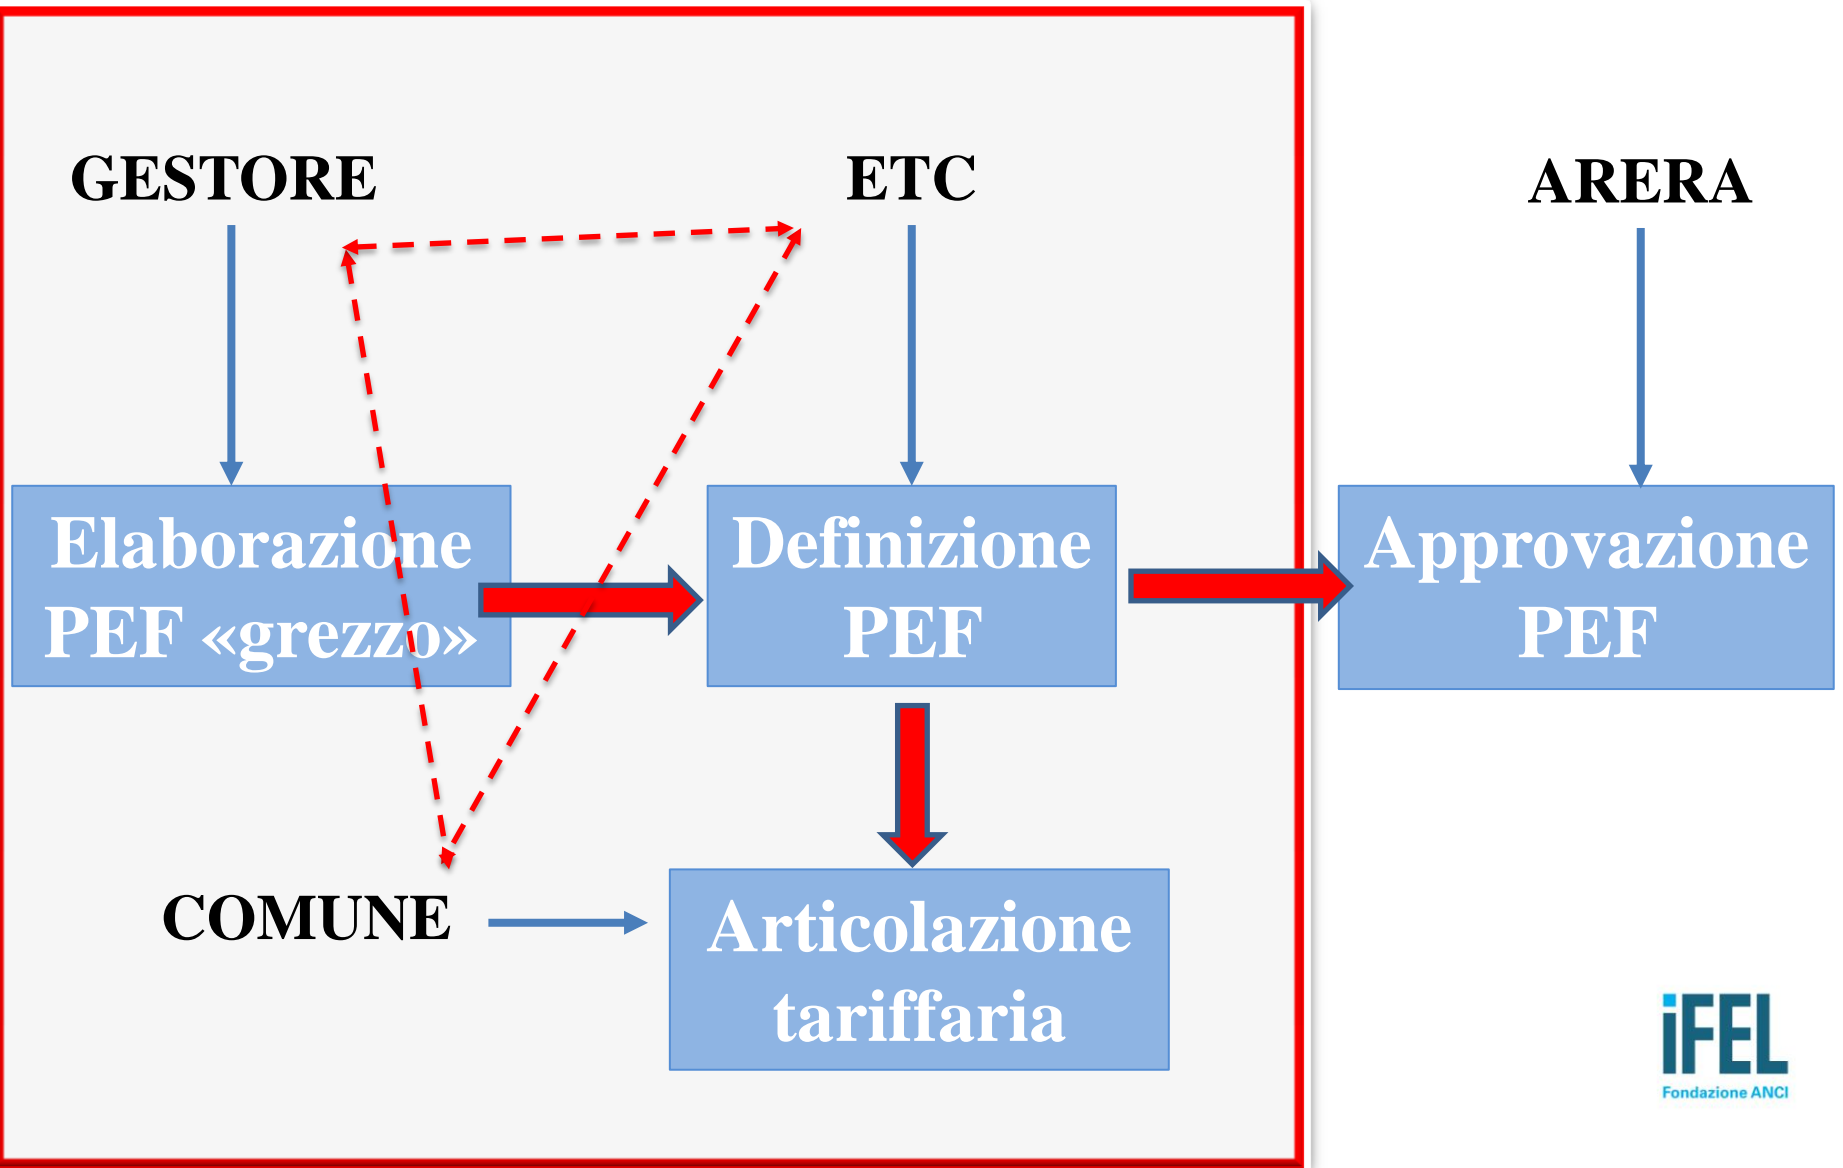 GESTORE
ETC
ARERA
Elaborazione
PEF «grezzo»
Definizione
PEF
Approvazione
PEF
COMUNE
Articolazione
tariffaria
iFEL
Fondazione ANCI